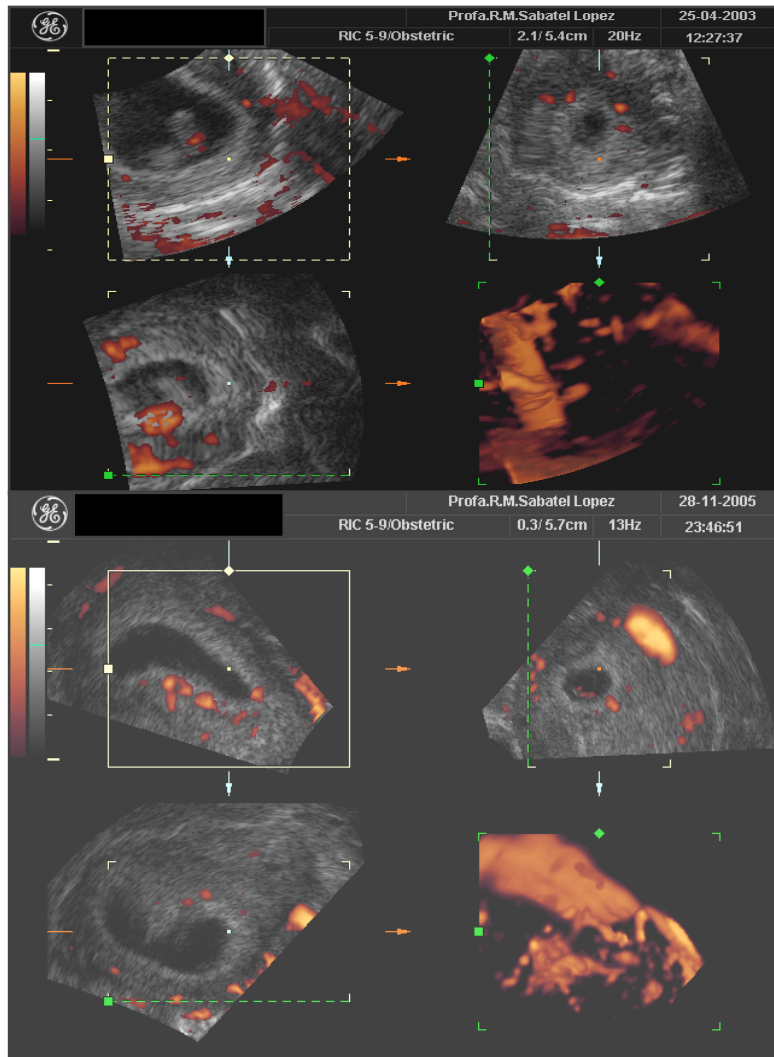 Profa.R.M.Sabatel Lopez 25-04-2003
RIC 5-9/Obstetric 2.1/5.4cm 20Hz 12:27:37
Profa.R.M.Sabatel Lopez 28-11-2005
RIC 5-9/Obstetric 0.3/5.7cm 13Hz 23:46:51